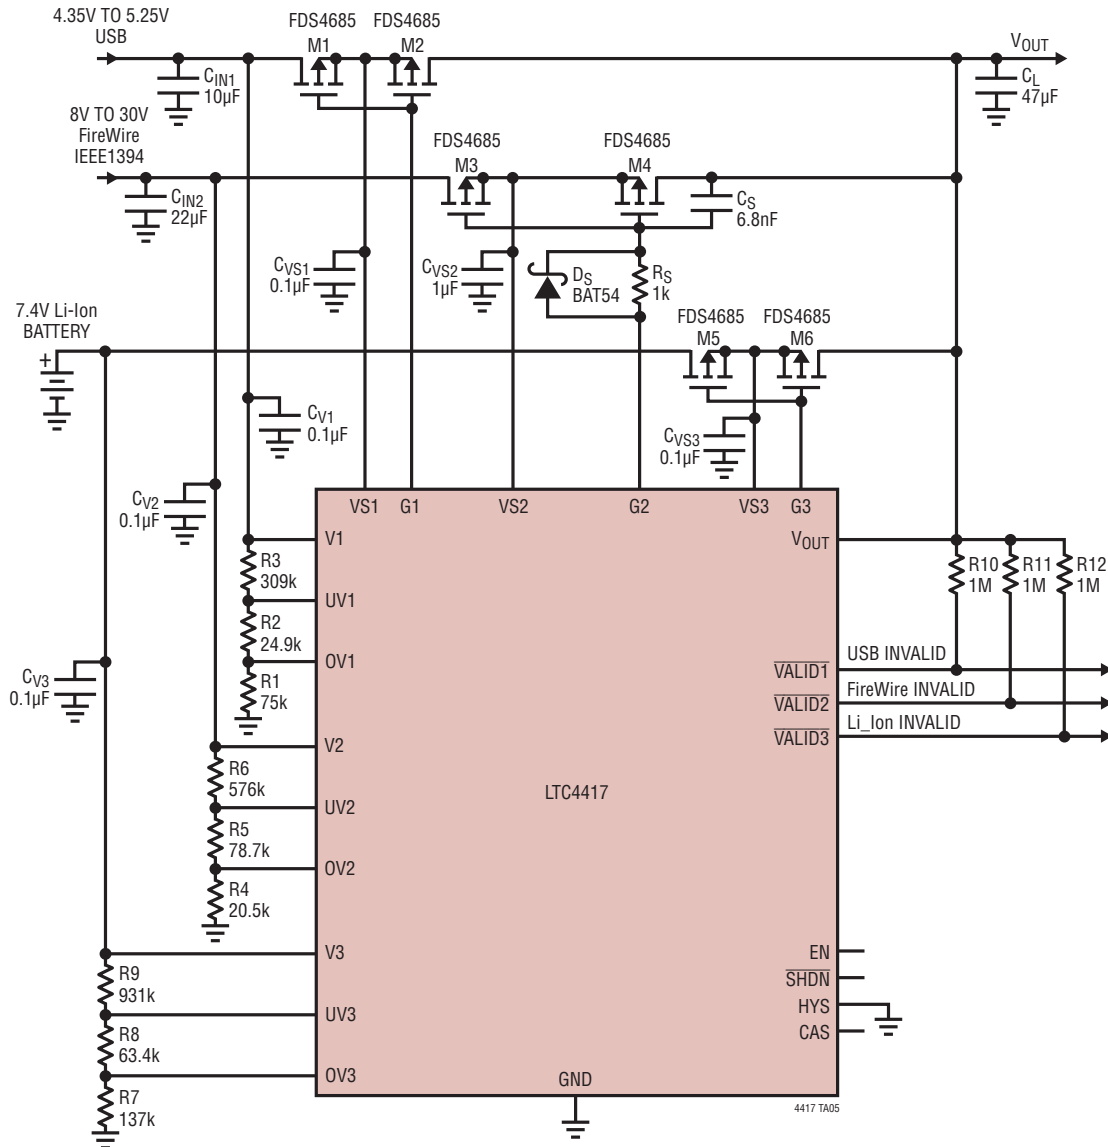 4.35V TO 5.25V
USB
FDS4685
M1
FDS4685
M2
VOUT
CIN1
10µF
CL
47µF
8V TO 30V
FireWire
IEEE1394
FDS4685
M3
FDS4685
M4
CIN2
22µF
CS
6.8nF
CVS1
0.1µF
CVS2
1µF
DS
BAT54
RS
1k
7.4V Li-Ion
BATTERY
+
FDS4685
M5
FDS4685
M6
CV1
0.1µF
CVS3
0.1µF
CV2
0.1µF
VS1
G1
VS2
G2
VS3
G3
V1
VOUT
R3
309k
R10
1M
R11
1M
R12
1M
UV1
R2
24.9k
OV1
R1
75k
CV3
0.1µF
VALID1
USB INVALID
VALID2
FireWire INVALID
VALID3
Li_Ion INVALID
V2
R6
576k
LTC4417
UV2
R5
78.7k
OV2
R4
20.5k
V3
EN
R9
931k
SHDN
HYS
UV3
CAS
R8
63.4k
OV3
GND
R7
137k
4417 TA05